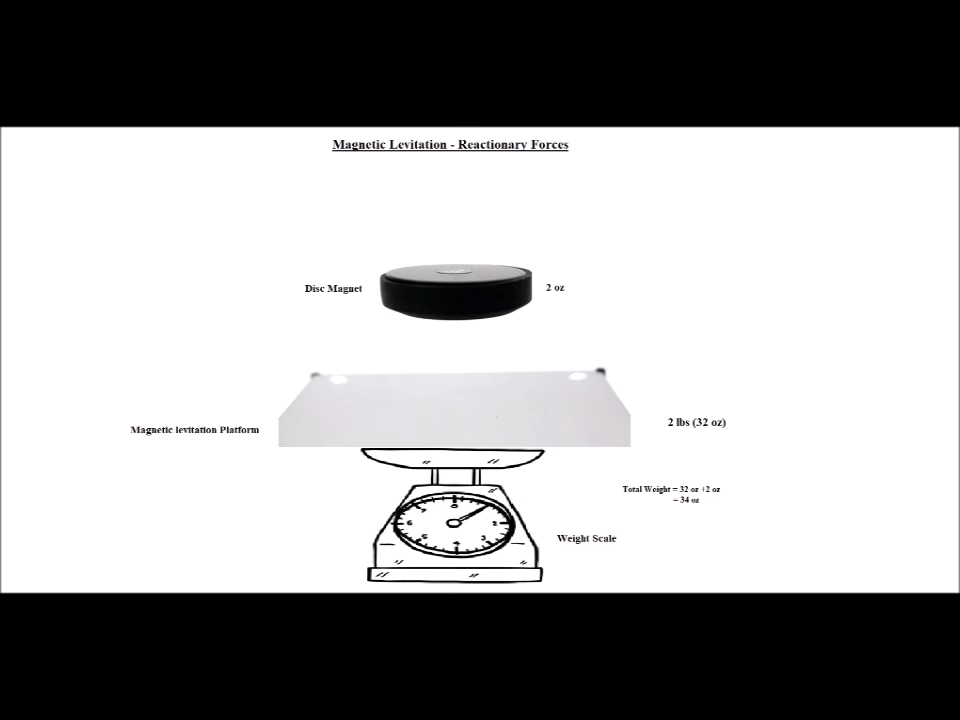 Magnetic Levitation - Reactionary Forces
Disc Magnet
2 oz
Magnetic levitation Platform
2 lbs (32 oz)
Total Weight = 32 oz +2 oz
= 34 oz
Weight Scale